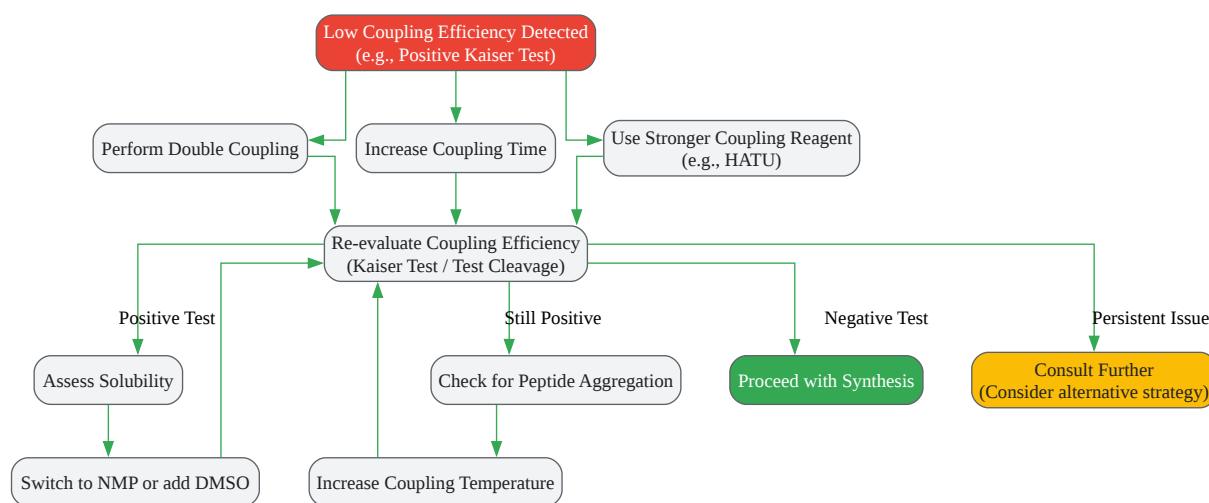 Low Coupling Efficiency Detected
(e.g., Positive Kaiser Test)
Perform Double Coupling
Increase Coupling Time
Use Stronger Coupling Reagent
(e.g., HATU)
Re-evaluate Coupling Efficiency
(Kaiser Test / Test Cleavage)
Positive Test
Still Positive
Negative Test
Persistent Issue
Assess Solubility
Check for Peptide Aggregation
Proceed with Synthesis
Consult Further
(Consider alternative strategy)
Switch to NMP or add DMSO
Increase Coupling Temperature